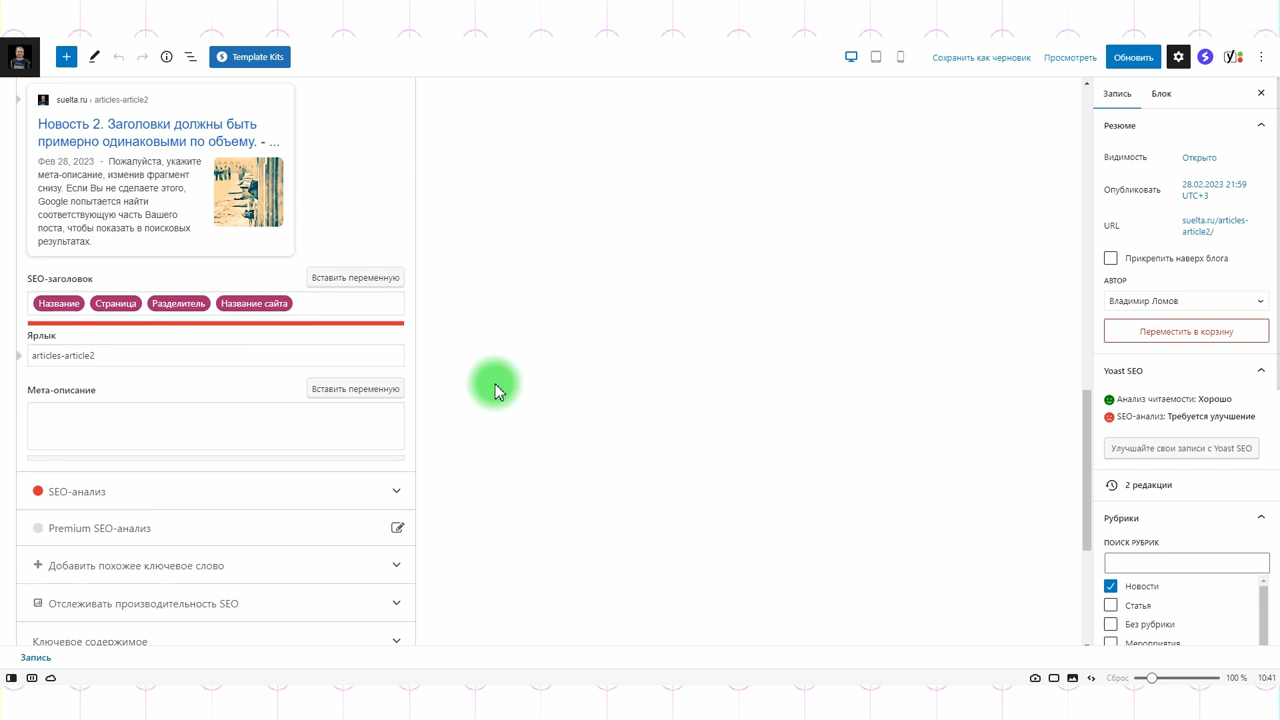 Template Kits
Сохранить как черновик
Просмотреть
Обновить
suelta.ru › articles-article2
Новость 2. Заголовки должны быть
примерно одинаковыми по объему. - ...
Фев 28, 2023 - Пожалуйста, укажите
мета-описание, изменив фрагмент
снизу. Если Вы не сделаете этого,
Google попытается найти
соответствующую часть Вашего
поста, чтобы показать в поисковых
результатах.
SEO-заголовок
Вставить переменную
Название
Страница
Разделитель
Название сайта
Ярлык
articles-article2
Мета-описание
Вставить переменную
SEO-анализ
Premium SEO-анализ
Добавить похожее ключевое слово
Отслеживать производительность SEO
Ключевое содержимое
Запись
Блок
Резюме
Видимость
Открыто
Опубликовать
28.02.2023 21:59
UTC+3
URL
suelta.ru/articles-
article2/
Прикрепить наверх блога
АВТОР
Владимир Ломов
Переместить в корзину
Yoast SEO
Анализ читаемости: Хорошо
SEO-анализ: Требуется улучшение
Улучшайте свои записи с Yoast SEO
2 редакции
Рубрики
ПОИСК РУБРИК
Новости
Статья
Без рубрики
Мероприятия
Запись
Сброс
100 %
10:41